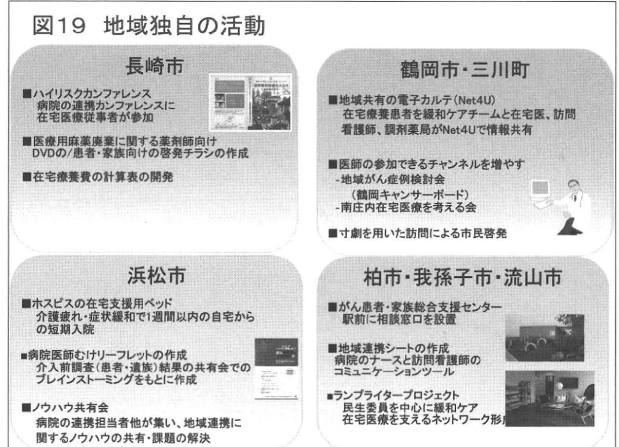 図19 地域独自の活動
長崎市
■ハイリスクカンファレンス
病院の連携カンファレンスに
在宅医療従事者が参加
■医療用麻薬廃棄に関する薬剤師向け
DVDの/患者・家族向けの啓発チラシの作成
■在宅療養費の計算表の開発
鶴岡市・三川町
■地域共有の電子カルテ(Net4U)
在宅療養患者を緩和ケアチームと在宅医、訪問
看護師、調剤薬局がNet4Uで情報共有
■医師の参加できるチャンネルを増やす
-地域がん症例検討会
(鶴岡キャンサーボード)
-南庄内在宅医療を考える会
■寸劇を用いた訪問による市民啓発
浜松市
■ホスピスの在宅支援用ベッド
介護疲れ・症状緩和で1週間以内の自宅から
の短期入院
■病院医師むけリーフレットの作成
介入前調査(患者・遺族)結果の共有会での
ブレインストーミングをもとに作成
■ノウハウ共有会
病院の連携担当者他が集い、地域連携に
関するノウハウの共有・課題の解決
柏市・我孫子市・流山市
■がん患者・家族総合支援センター
駅前に相談窓口を設置
■地域連携シートの作成
病院のナースと訪問看護師の
コミュニケーションツール
■ランプライタープロジェクト
民生委員を中心に緩和ケア
在宅医療を支えるネットワーク形